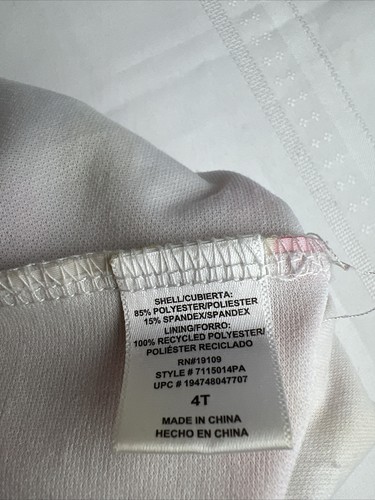 SHELL/CUBIERTA:
85% POLYESTER/POLIESTER
15% SPANDEX/SPANDEX
LINING/FORRO:
100% RECYCLED POLYESTER/
POLIÉSTER RECICLADO
RN#19109
STYLE # 7115014PA
UPC # 194748047707
4T
MADE IN CHINA
HECHO EN CHINA